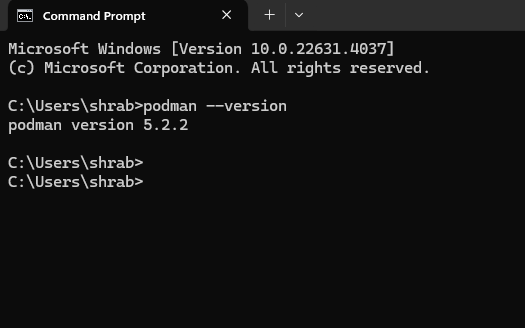 Command Prompt
Microsoft Windows [Version 10.0.22631.4037]
(c) Microsoft Corporation. All rights reserved.
C:\Users\shrab>podman --version
podman version 5.2.2
C:\Users\shrab>
C:\Users\shrab>